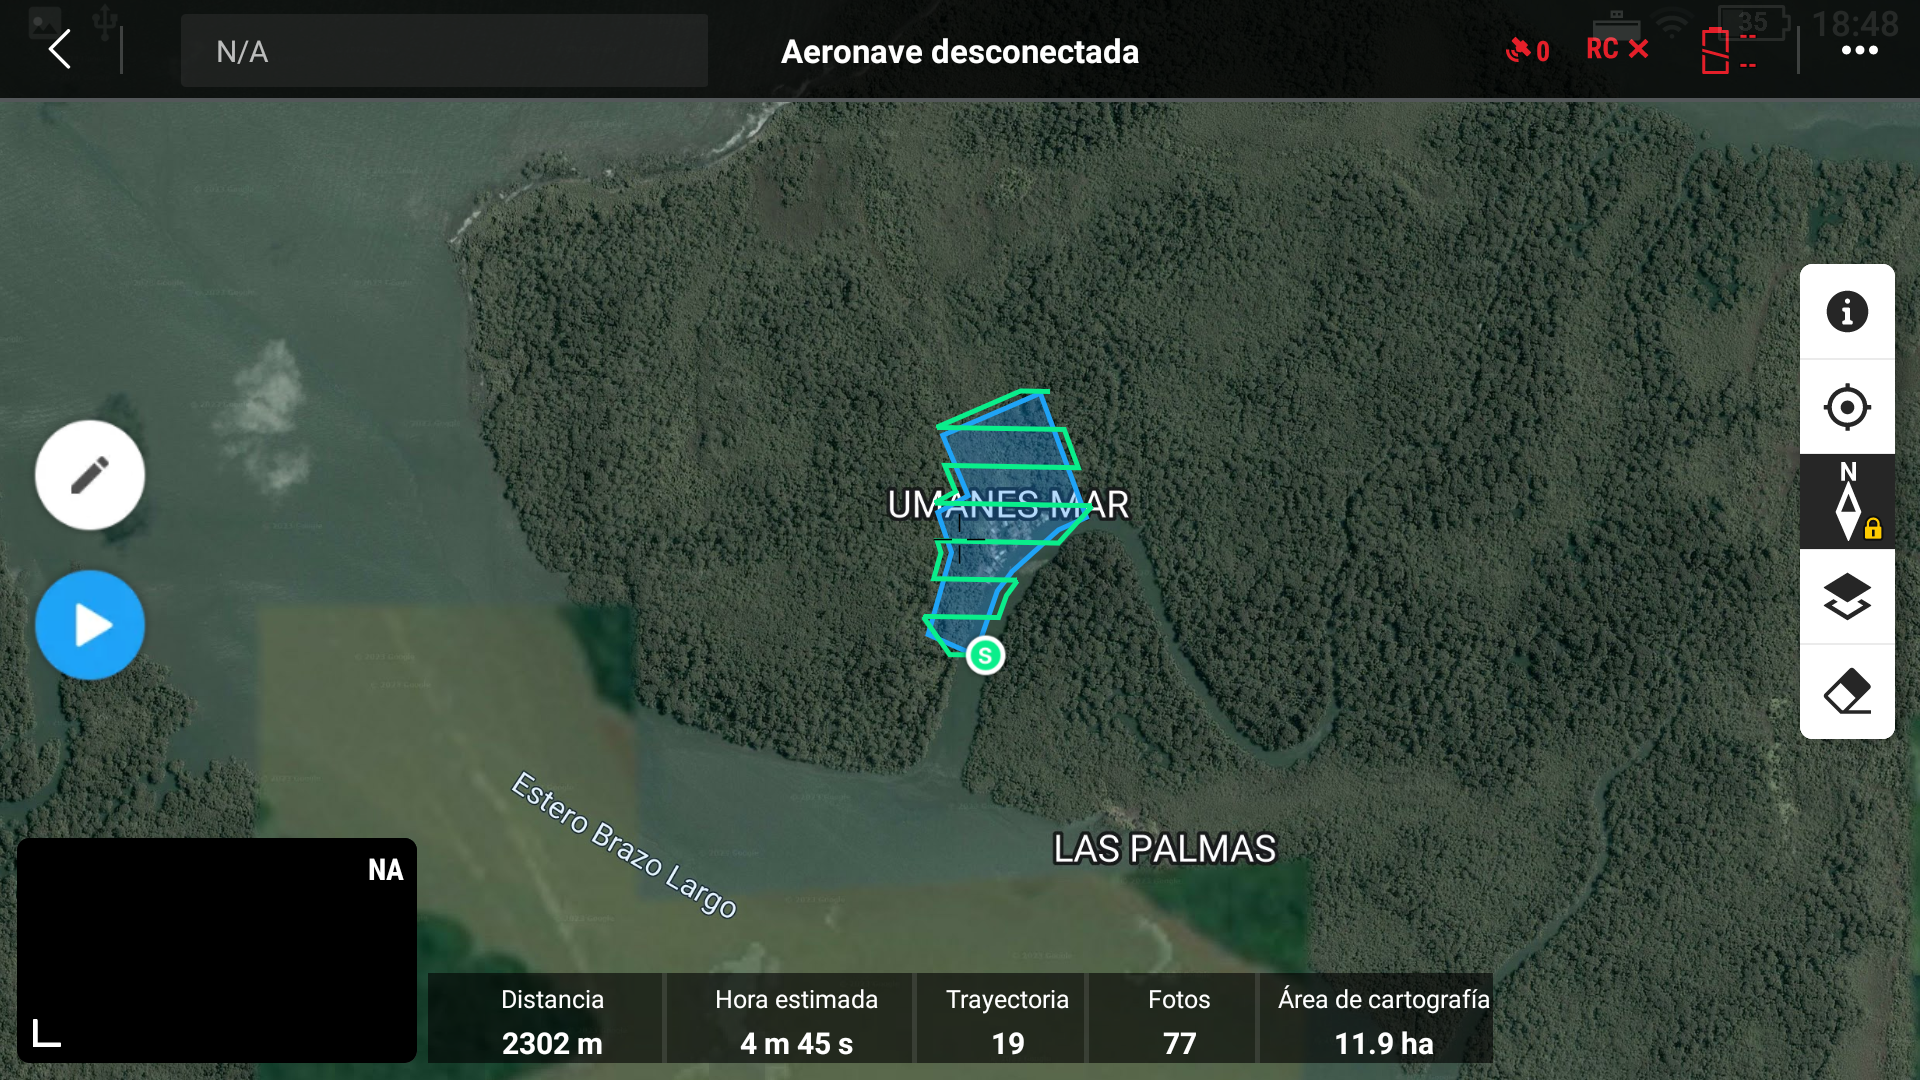 35 18:48
N/A
Aeronave desconectada
0
RC
--
--
N
UMANES MAR
S
Estero Brazo Largo
LAS PALMAS
NA
Distancia
2302 m
Hora estimada
4 m 45 s
Trayectoria
19
Fotos
77
Área de cartografía
11.9 ha